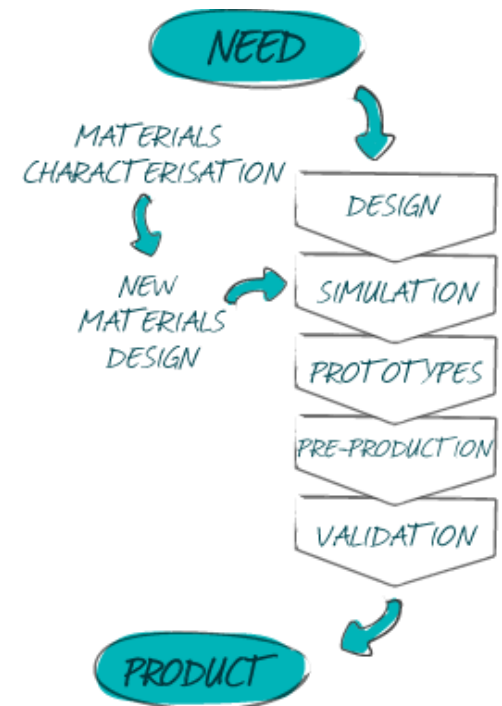 NEED
MATERIALS
CHARACTERISATION
NEW
MATERIALS
DESIGN
DESIGN
SIMULATION
PROTOTYPES
PRE-PRODUCTION
VALIDATION
PRODUCT